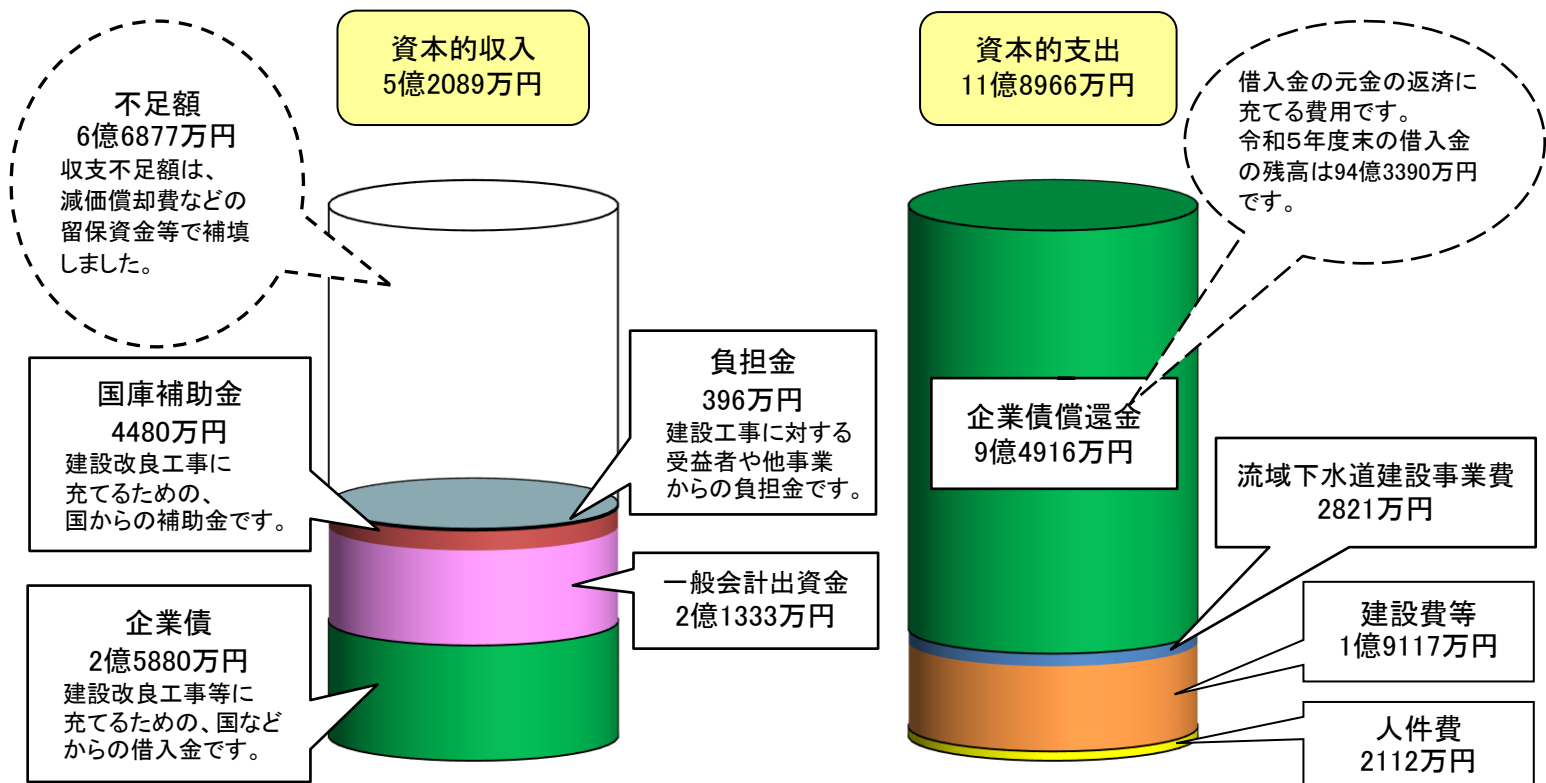 資本的収入
5億2089万円
資本的支出
11億8966万円
不足額
6億6877万円
収支不足額は、
減価償却費などの
留保資金等で補填
しました。
借入金の元金の返済に
充てる費用です。
令和5年度末の借入金
の残高は94億3390万円
です。
国庫補助金
4480万円
建設改良工事に
充てるための、
国からの補助金です。
負担金
396万円
建設工事に対する
受益者や他事業
からの負担金です。
企業債償還金
9億4916万円
流域下水道建設事業費
2821万円
一般会計出資金
2億1333万円
企業債
2億5880万円
建設改良工事等に
充てるための、国など
からの借入金です。
建設費等
1億9117万円
人件費
2112万円